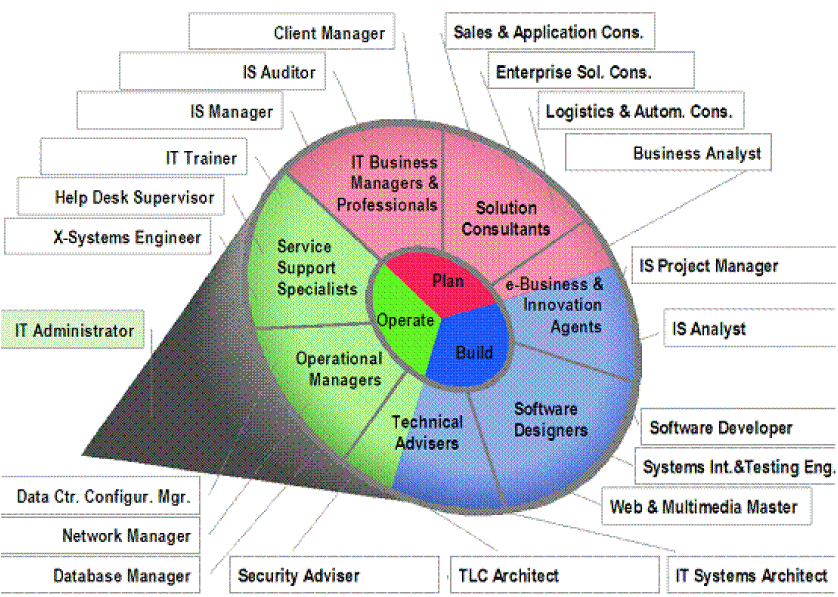 Client Manager
Sales & Application Cons.
IS Auditor
Enterprise Sol. Cons.
IS Manager
Logistics & Autom. Cons.
IT Trainer
Business Analyst
Help Desk Supervisor
X-Systems Engineer
IT Administrator
IT Business
Managers &
Professionals
Solution
Consultants
Service
Support
Specialists
Plan
e-Business &
Innovation
Agents
IS Project Manager
Operate
Build
IS Analyst
Operational
Managers
Technical
Advisers
Software
Designers
Software Developer
Systems Int.&Testing Eng.
Web & Multimedia Master
Data Ctr. Configur. Mgr.
Network Manager
Database Manager
Security Adviser
TLC Architect
IT Systems Architect